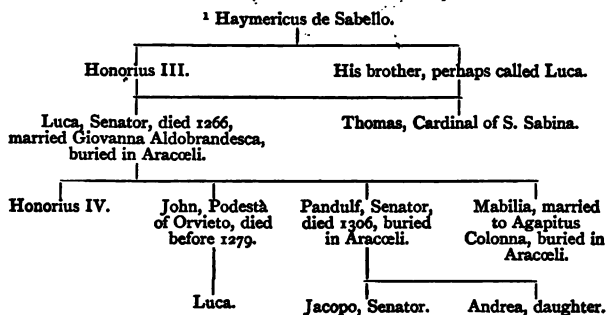 ¹ Haymericus de Sabello.
Honorius III. His brother, perhaps called Luca.
Luca, Senator, died 1266,
married Giovanna Aldobrandesca,
buried in Aracœli.
Thomas, Cardinal of S. Sabina.
Honorius IV.
John, Podestà
of Orvieto, died
before 1279.
Pandulf, Senator,
died 1306, buried
in Aracœli.
Mabilia, married
to Agapitus
Colonna, buried in
Aracœli.
Luca.
Jacopo, Senator.
Andrea, daughter.